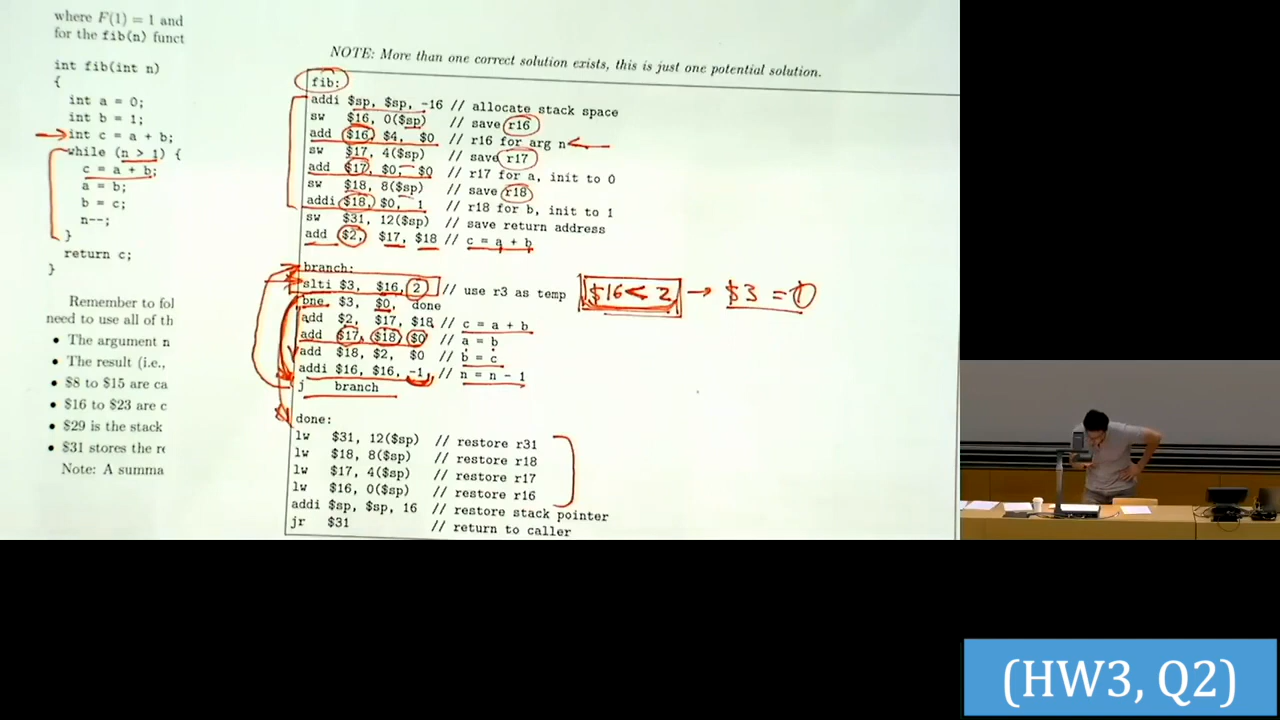 where F(1) = 1 and
for the fib(n) funct
int fib(int n)
{
int a = 0;
int b = 1;
int c = a + b;
while (n > 1) {
c = a + b;
a = b;
b = c;
n--;
}
return c;
}
Remember to fol
need to use all of th
• The argument n
• The result (i.e.,
• $8 to $15 are ca
• $16 to $23 are c
• $29 is the stack
• $31 stores the re
Note: A summa
NOTE: More than one correct solution exists, this is just one potential solution.
fib:
addi $sp, $sp, -16 // allocate stack space
sw $16, 0($sp) // save r16
add $16, $4, $0 // r16 for arg n
sw $17, 4($sp) // save r17
add $17, $0, $0 // r17 for a, init to 0
sw $18, 8($sp) // save r18
addi $18, $0, 1 // r18 for b, init to 1
sw $31, 12($sp) // save return address
add $2, $17, $18 // c = a + b
branch:
slti $3, $16, 2 // use r3 as temp
bne $3, $0, done
add $2, $17, $18 // c = a + b
add $17, $18, $0 // a = b
add $18, $2, $0 // b = c
addi $16, $16, -1 // n = n - 1
j branch
done:
lw $31, 12($sp) // restore r31
lw $18, 8($sp) // restore r18
lw $17, 4($sp) // restore r17
lw $16, 0($sp) // restore r16
addi $sp, $sp, 16 // restore stack pointer
jr $31 // return to caller
$16 < 2 → $3 =
(HW3, Q2)